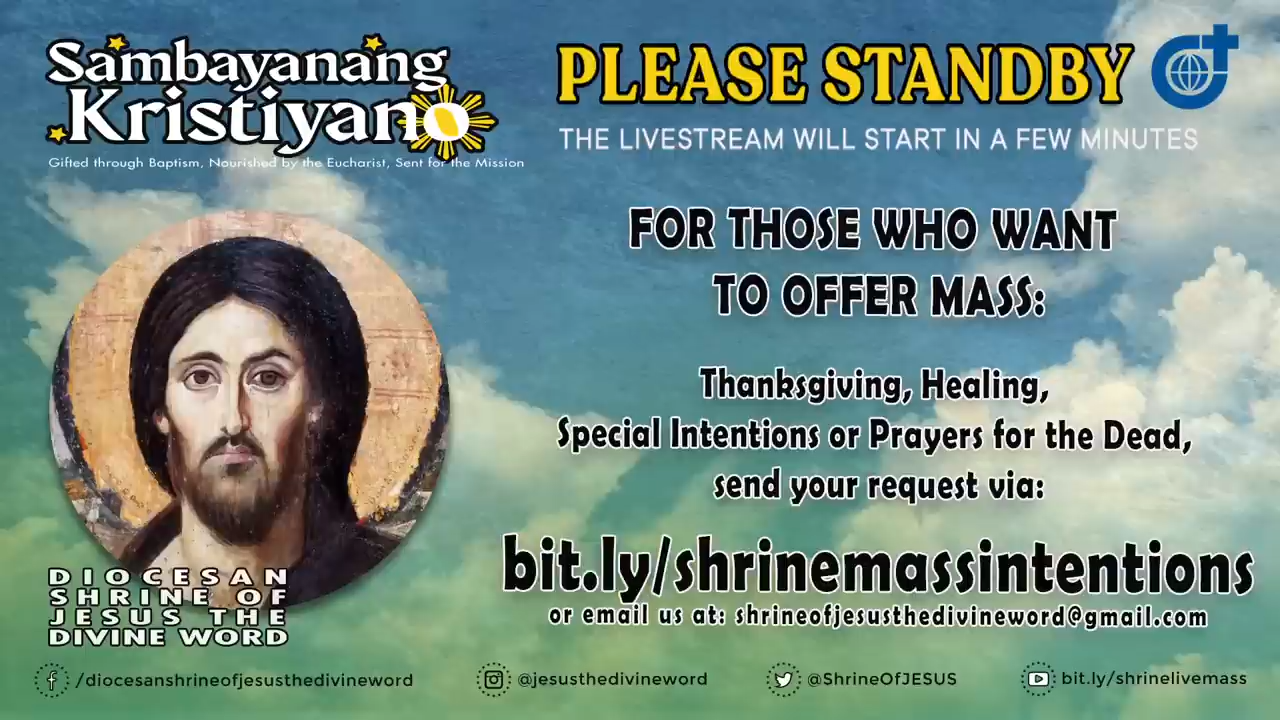 Sambayanang
Kristiyano
Gifted through Baptism, Nourished by the Eucharist, Sent for the Mission
PLEASE STANDBY
THE LIVESTREAM WILL START IN A FEW MINUTES
FOR THOSE WHO WANT
TO OFFER MASS:
Thanksgiving, Healing,
Special Intentions or Prayers for the Dead,
send your request via:
bit.ly/shrinemassintentions
or email us at: shrineofjesusthedivineword@gmail.com
DIOCESAN
SHRINE OF
JESUS THE
DIVINE WORD
/diocesanshrineofjesusthedivineword
@jesusthedivineword
@ShrineOfJESUS
bit.ly/shrinelivemass